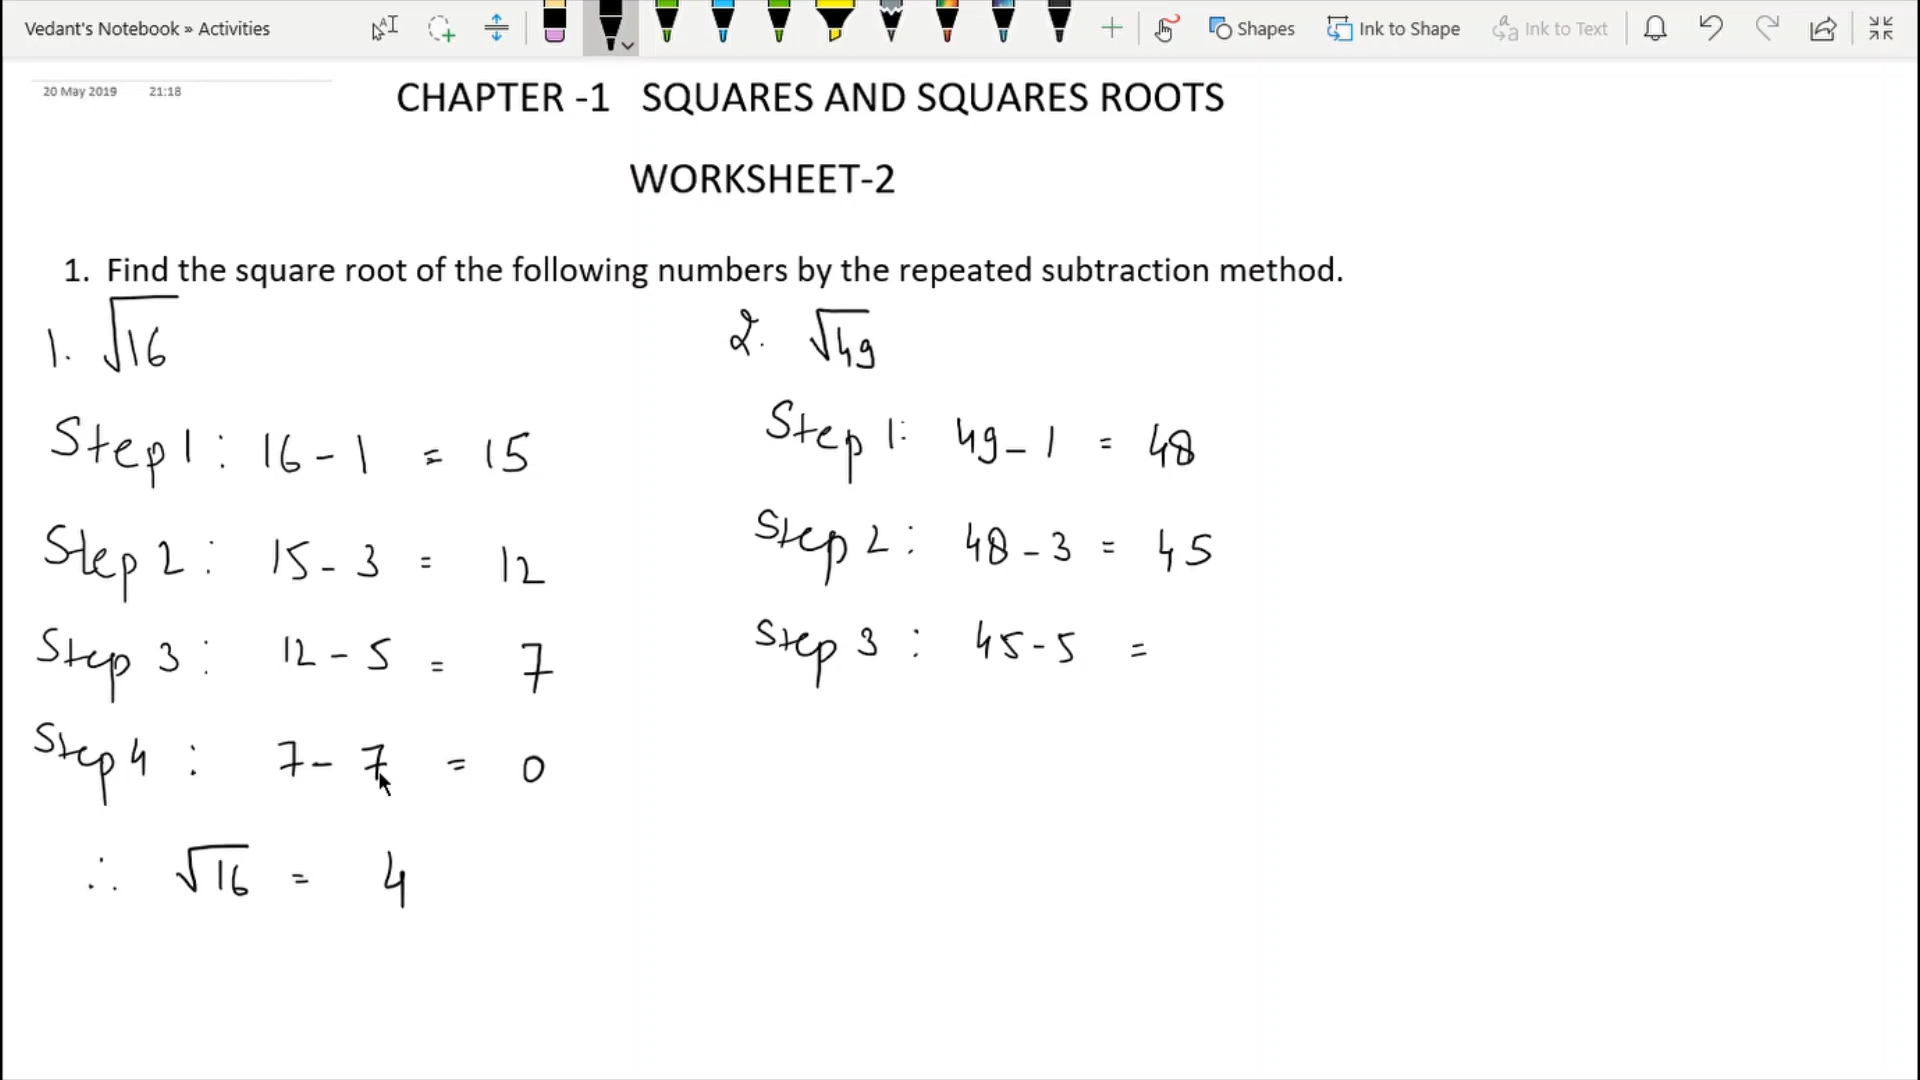 Vedant's Notebook » Activities
Shapes
Ink to Shape
Ink to Text
20 May 2019 21:18
CHAPTER -1 SQUARES AND SQUARES ROOTS
WORKSHEET-2
1. Find the square root of the following numbers by the repeated subtraction method.
1. √16
Step 1 : 16 - 1 = 15
Step 2 : 15 - 3 = 12
Step 3 : 12 - 5 = 7
Step 4 : 7 - 7 = 0
∴ √16 = 4
2. √49
Step 1: 49 - 1 = 48
Step 2 : 48 - 3 = 45
Step 3 : 45 - 5 =